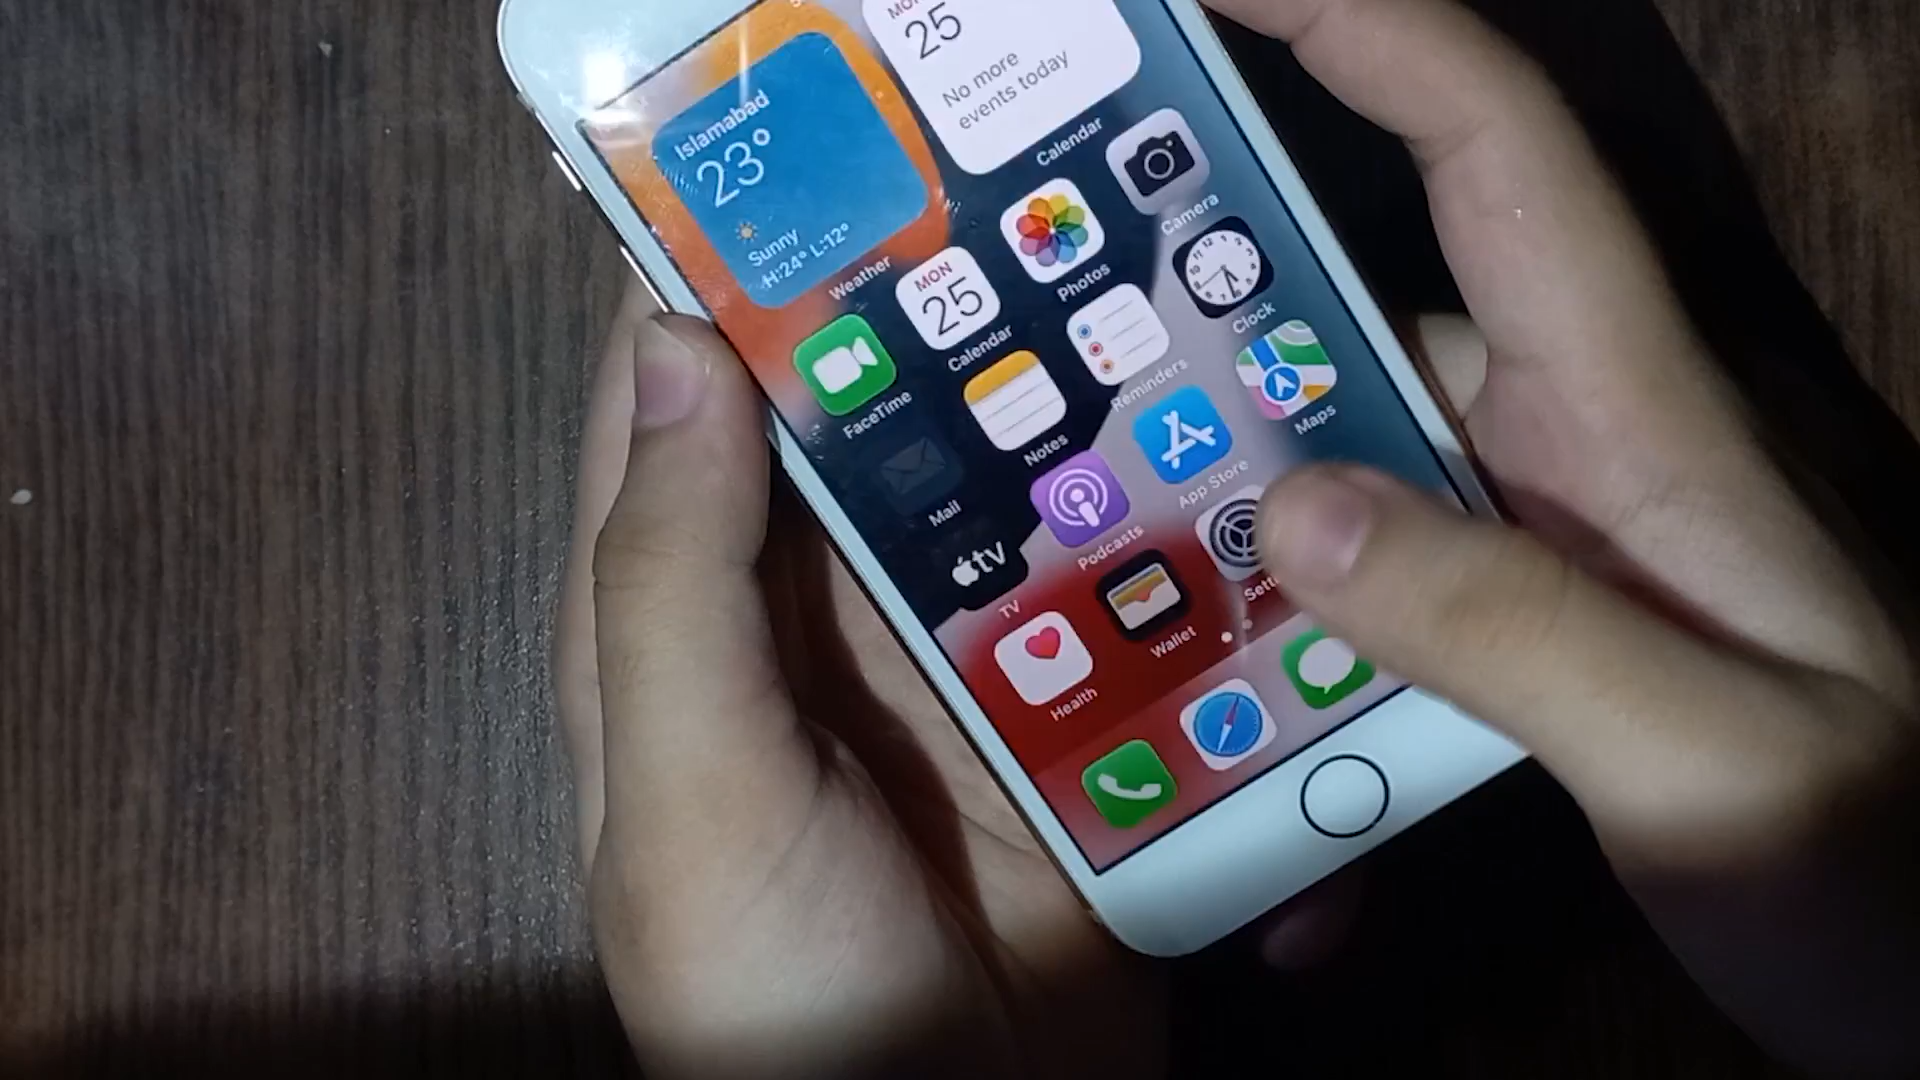 Islamabad
23°
Sunny
H:24° L:12°
Weather
25
No more
events today
Calendar
FaceTime
MON
25
Calendar
Photos
Camera
Mail
Notes
Reminders
Clock
tv
TV
Podcasts
App Store
Maps
Health
Wallet